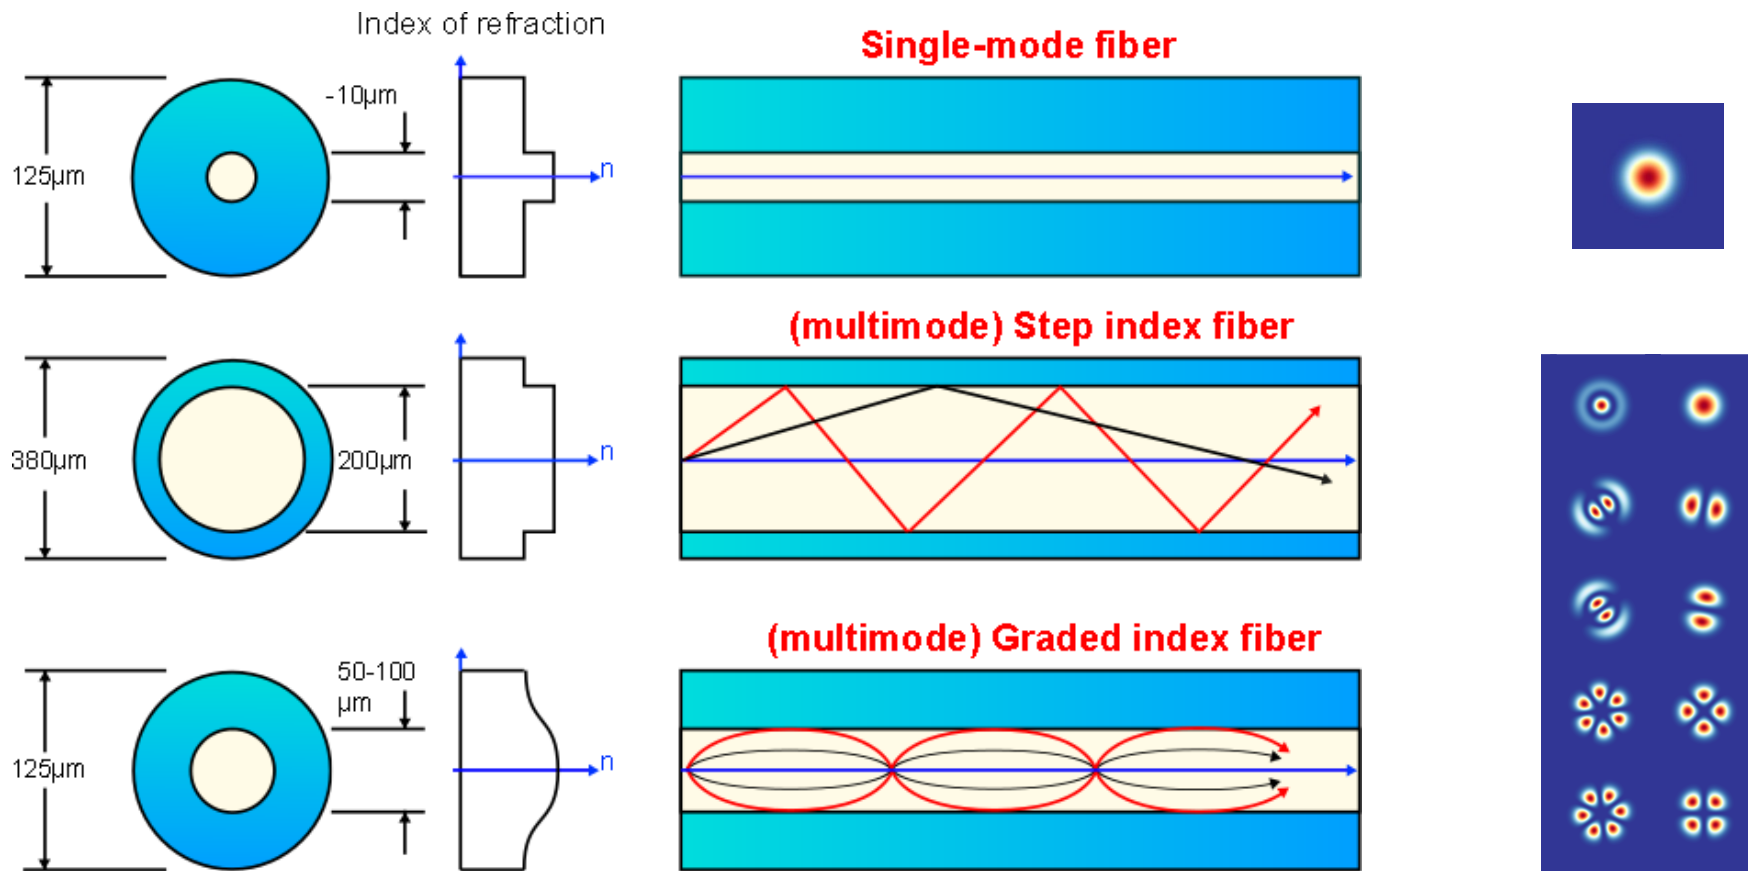 Index of refraction
Single-mode fiber
-10µm
125µm
n
(multimode) Step index fiber
380µm
200µm
n
(multimode) Graded index fiber
50-100
µm
125µm
n